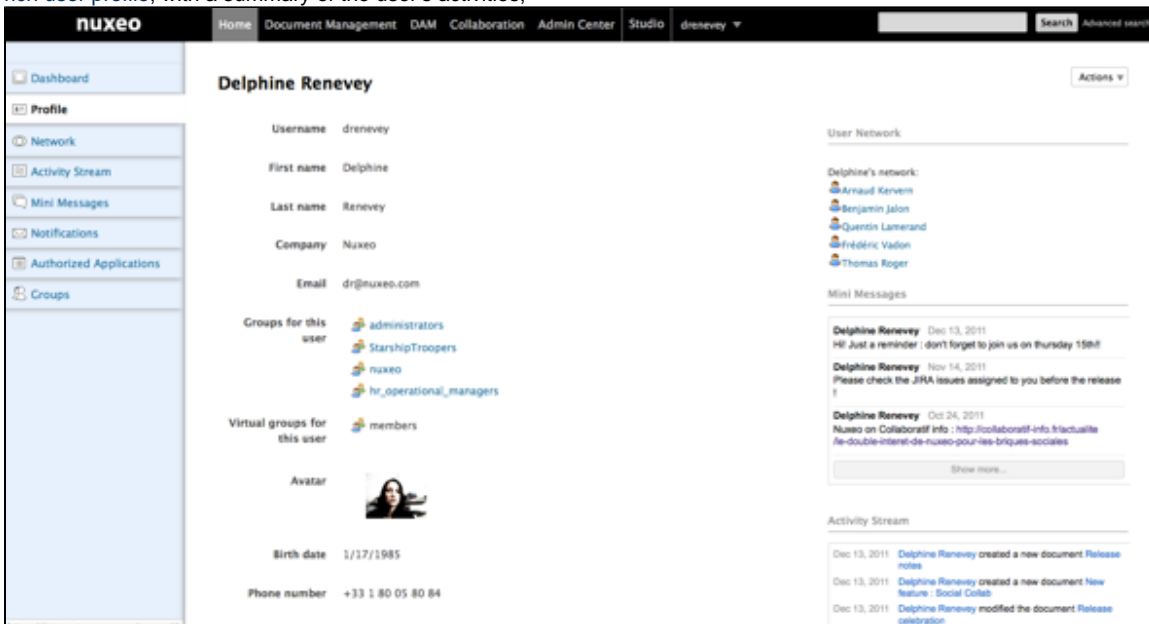 rich user profile, with a summary of the user's activities,
nuxeo
Home Document Management DAM Collaboration Admin Center Studio drenevey
Search Advanced search
Dashboard
Profile
Network
Activity Stream
Mini Messages
Notifications
Authorized Applications
Groups
Delphine Renevey
Actions
Username drenevey
First name Delphine
Last name Renevey
Company Nuxeo
Email dr@nuxeo.com
Groups for this
user
administrators
StarshipTroopers
nuxeo
hr_operational_managers
Virtual groups for
this user
members
Avatar
Birth date 1/17/1985
Phone number +33 1 80 05 80 84
User Network
Delphine's network:
Arnaud Kervern
Benjamin Jalon
Quentin Lamerand
Frédéric Vadon
Thomas Roger
Mini Messages
Delphine Renevey Dec 13, 2011
Hi! Just a reminder : don't forget to join us on thursday 15th!!
Delphine Renevey Nov 14, 2011
Please check the JIRA issues assigned to you before the release
!
Delphine Renevey Oct 24, 2011
Nuxeo on Collaboratif info : http://collaboratif-info.fr/actualite
/le-double-interet-de-nuxeo-pour-les-briques-sociales
Show more...
Activity Stream
Dec 13, 2011 Delphine Renevey created a new document Release
notes
Dec 13, 2011 Delphine Renevey created a new document New
feature : Social Collab
Dec 13, 2011 Delphine Renevey modified the document Release
celebration